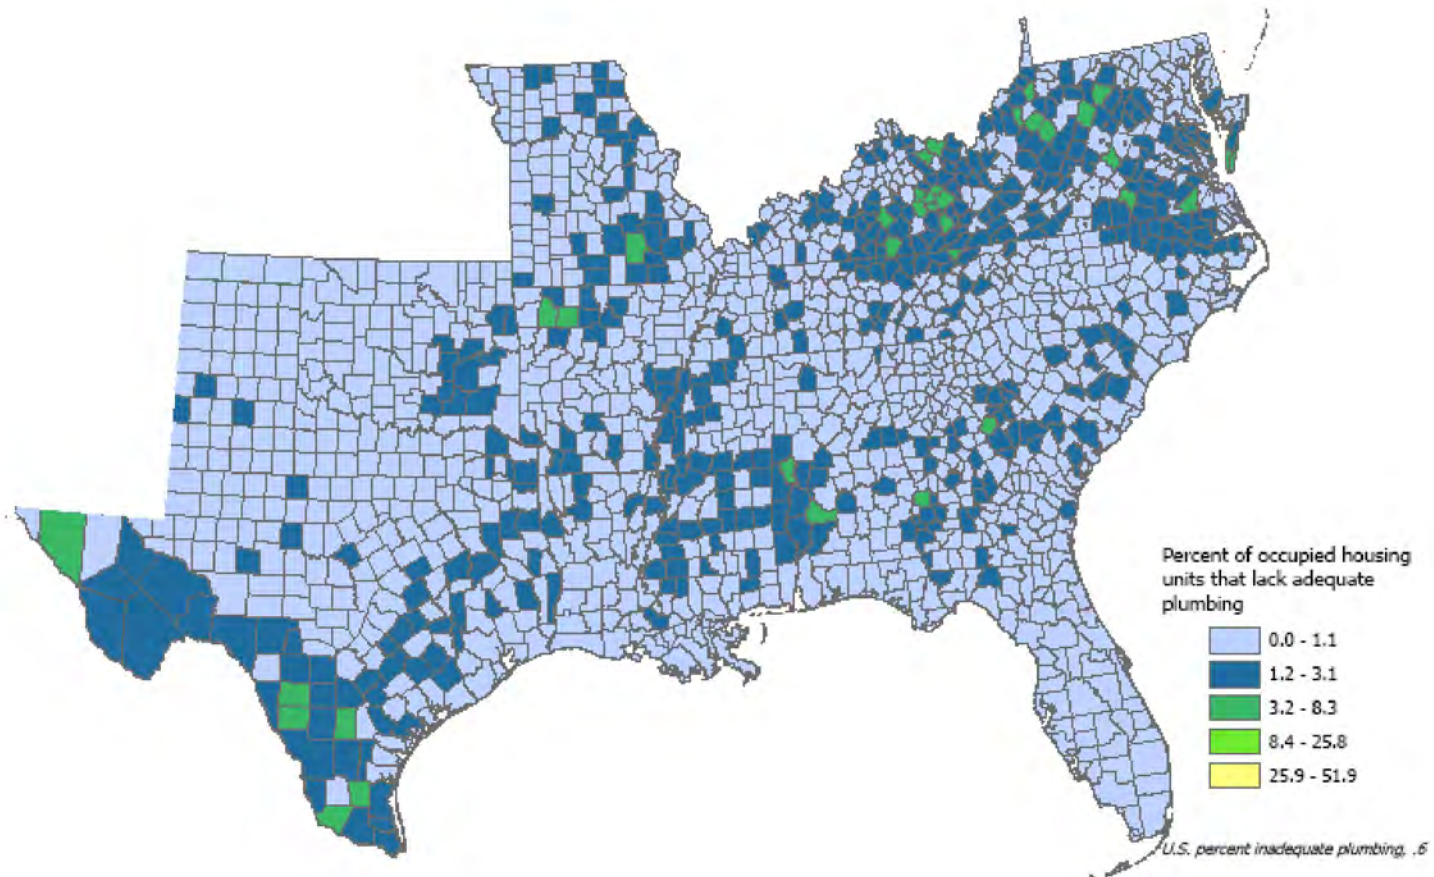 Percent of occupied housing
units that lack adequate
plumbing
0.0 - 1.1
1.2 - 3.1
3.2 - 8.3
8.4 - 25.8
25.9 - 51.9
U.S. percent inadequate plumbing, .6